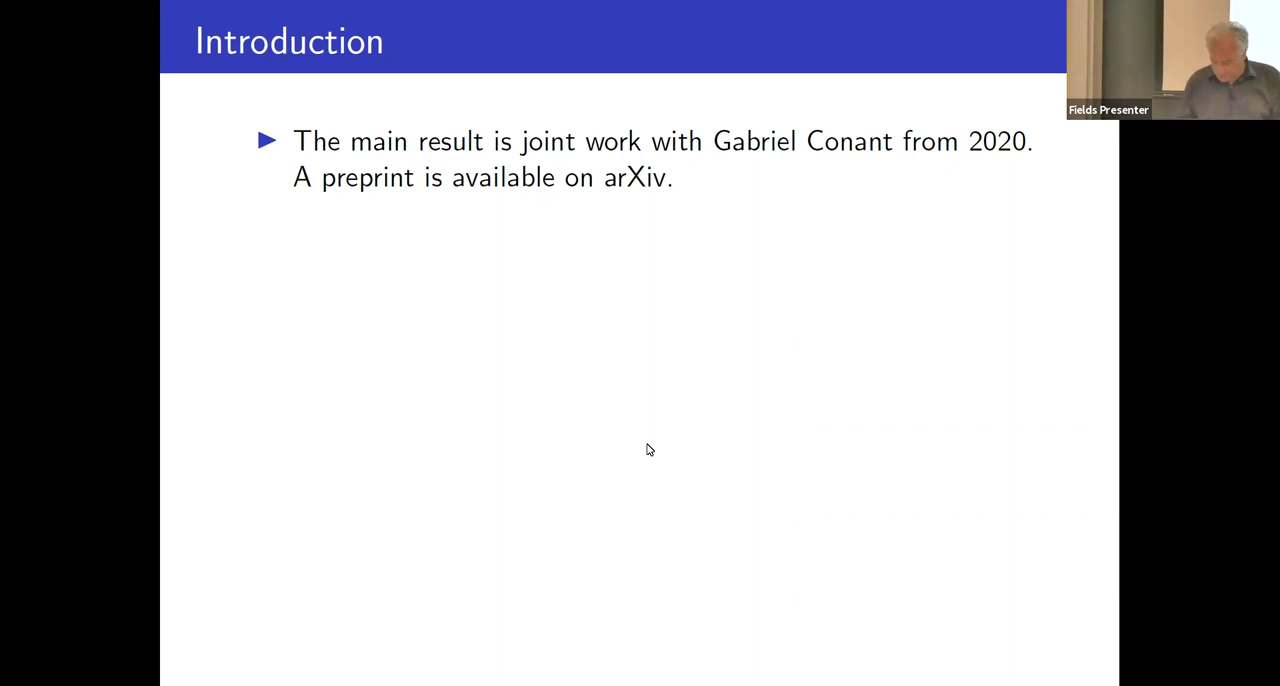 Introduction
The main result is joint work with Gabriel Conant from 2020.
A preprint is available on arXiv.
Fields Presenter